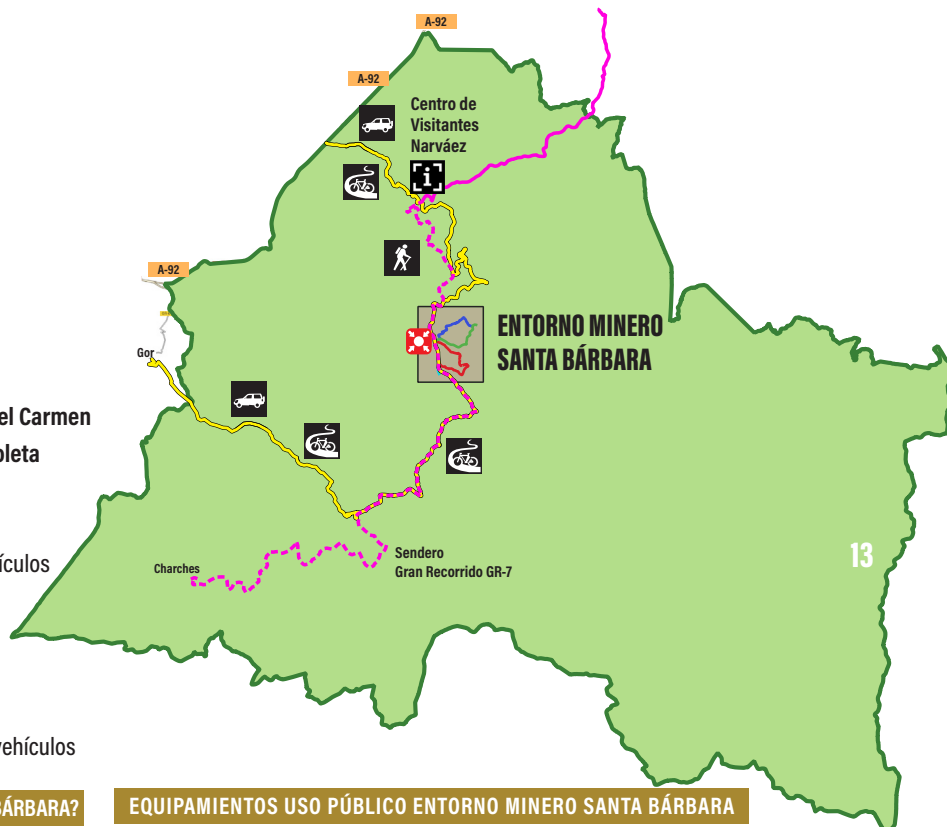 A-92
A-92
Centro de
Visitantes
Narváez
A-92
ENTORNO MINERO
SANTA BÁRBARA
Gor
el Carmen
oleta
13
Sendero
Gran Recorrido GR-7
ículos
Charches
vehículos
BÁRBARA?
EQUIPAMIENTOS USO PÚBLICO ENTORNO MINERO SANTA BÁRBARA